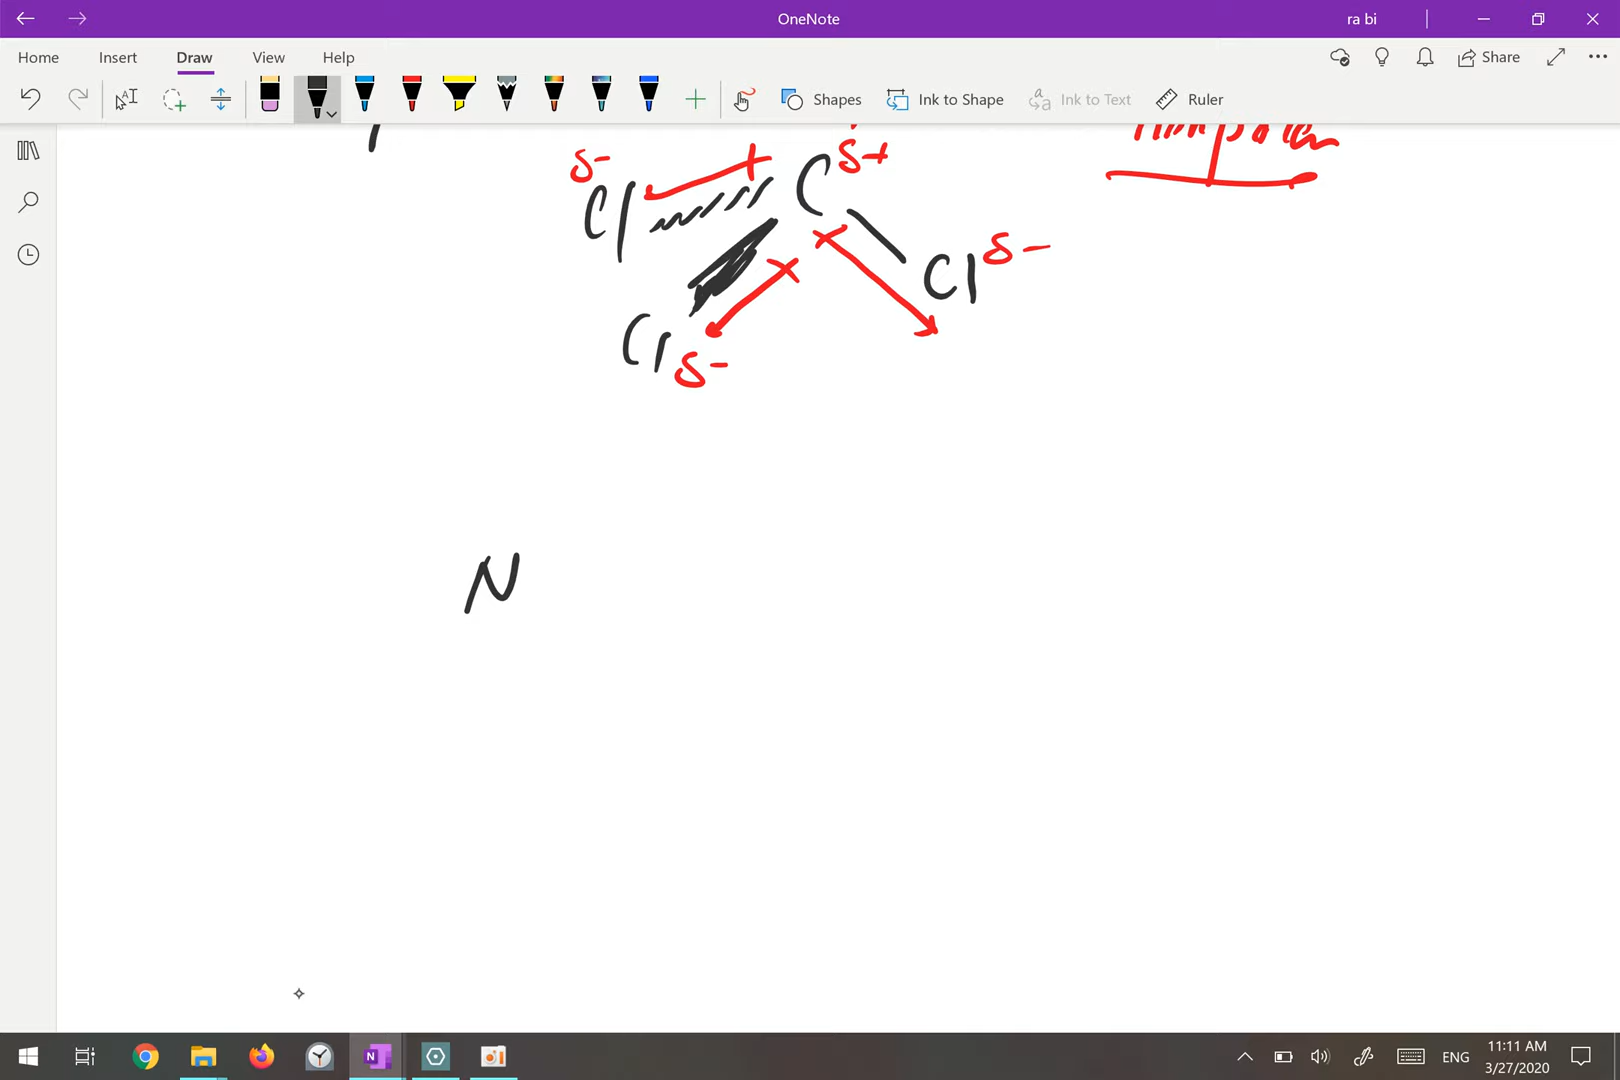 OneNote
ra bi
Home Insert Draw View Help
Share
Shapes
Ink to Shape
Ink to Text
Ruler
δ- Cl C δ+
Cl δ-
Cl δ-
N
ENG
11:11 AM
3/27/2020